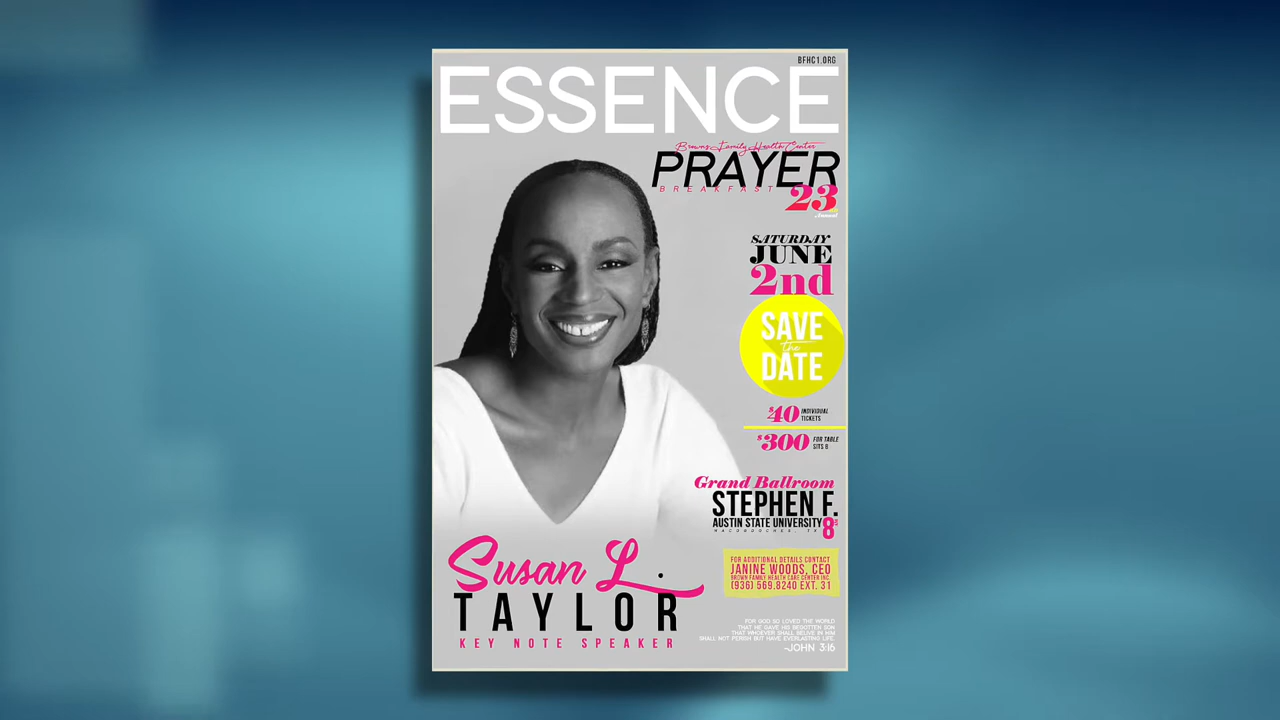 BFHC1.ORG
ESSENCE
Browns Family Health Center
PRAYER
BREAKFAST
23
Annual
SATURDAY
JUNE
2nd
SAVE
the
DATE
$40 INDIVIDUAL
TICKETS
$300 FOR TABLE
SITS 8
Grand Ballroom
STEPHEN F.
AUSTIN STATE UNIVERSITY 8
NACOGDOCHES, TX
Susan L.
TAYLOR
KEY NOTE SPEAKER
FOR ADDITIONAL DETAILS CONTACT
JANINE WOODS, CEO
BROWN FAMILY HEALTH CARE CENTER INC.
(936) 569.8240 EXT. 31
FOR GOD SO LOVED THE WORLD
THAT HE GAVE HIS BEGOTTEN SON
THAT WHOEVER SHALL BELIVE IN HIM
SHALL NOT PERISH BUT HAVE EVERLASTING LIFE.
~JOHN 3:16